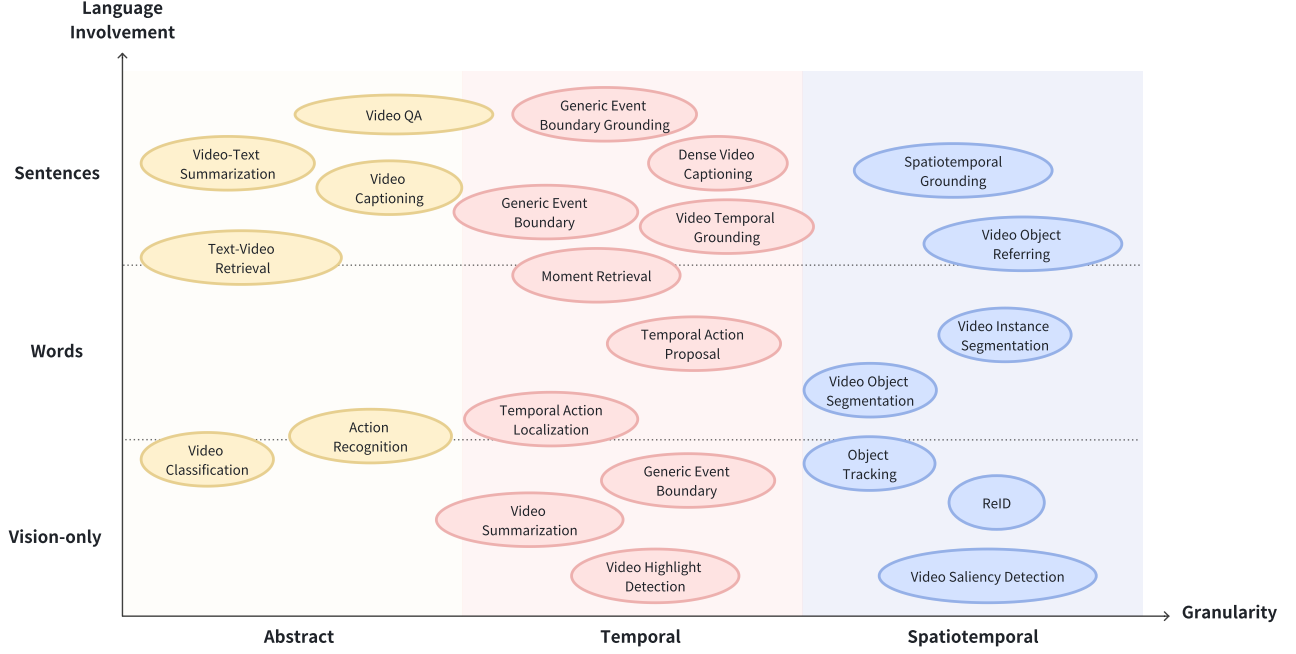 Language
Involvement
Video QA
Generic Event
Boundary Grounding
Video-Text
Summarization
Dense Video
Captioning
Spatiotemporal
Grounding
Sentences
Video
Captioning
Generic Event
Boundary
Video Temporal
Grounding
Video Object
Referring
Text-Video
Retrieval
Moment Retrieval
Words
Temporal Action
Proposal
Video Instance
Segmentation
Video Object
Segmentation
Temporal Action
Localization
Action
Recognition
Video
Classification
Object
Tracking
Generic Event
Boundary
ReID
Vision-only
Video
Summarization
Video Highlight
Detection
Video Saliency Detection
Granularity
Abstract
Temporal
Spatiotemporal